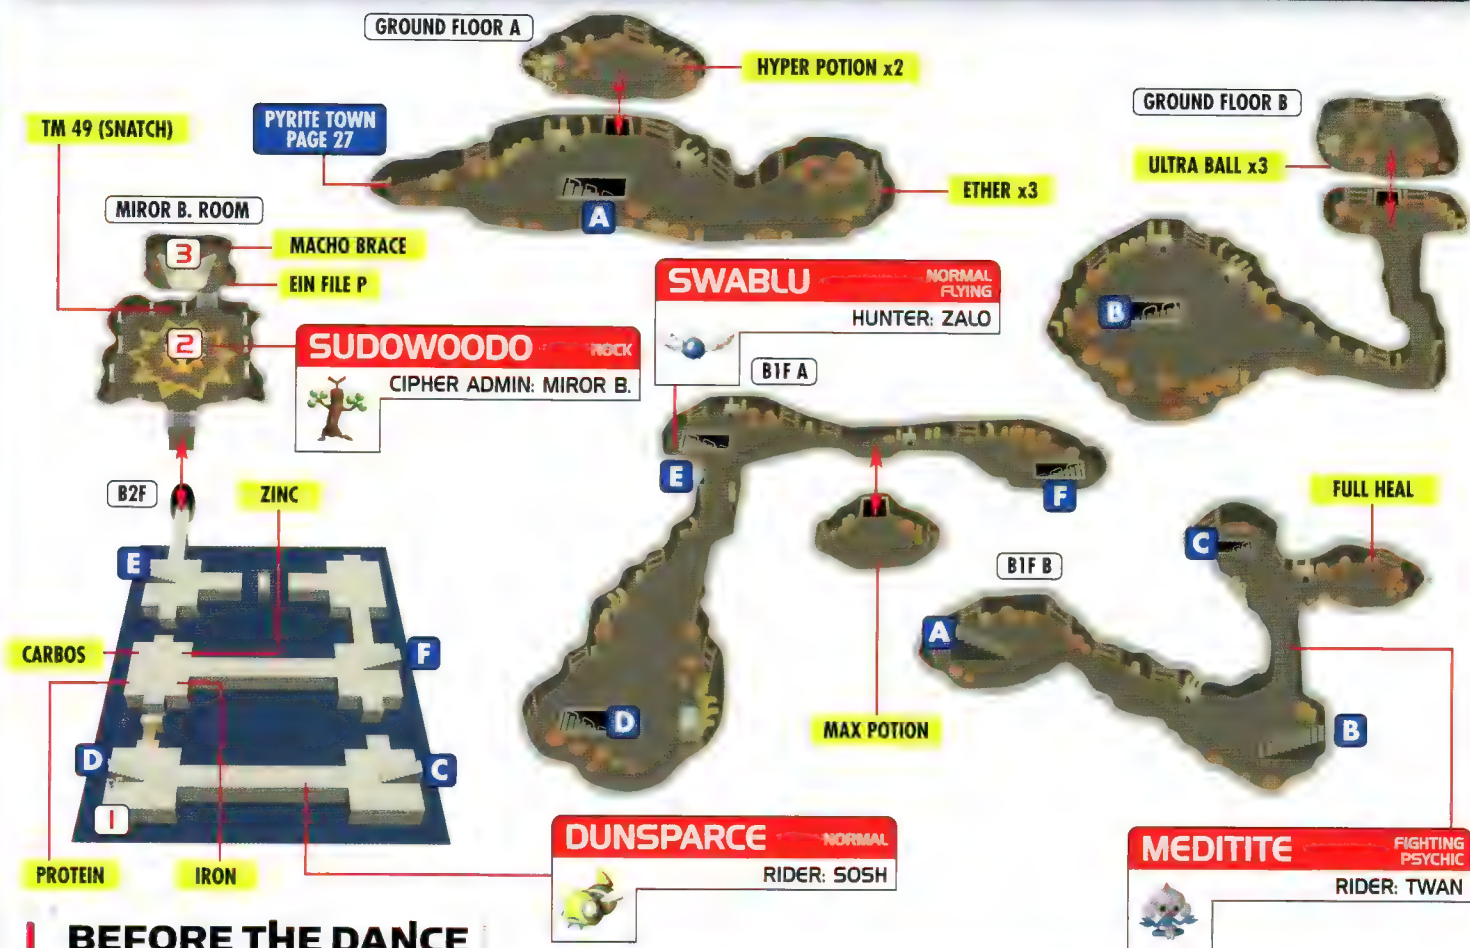 GROUND FLOOR A
HYPER POTION x2
PYRITE TOWN
PAGE 27
ETHER x3
A
GROUND FLOOR B
ULTRA BALL x3
B
TM 49 (SNATCH)
MIROR B. ROOM
3
MACHO BRACE
EIN FILE P
2
SUDOWOODO
ROCK
CIPHER ADMIN: MIROR B.
SWABLU
NORMAL
FLYING
HUNTER: ZALO
B1F A
E
F
D
MAX POTION
B1F B
C
FULL HEAL
A
B
B2F
ZINC
E
CARBOS
F
D
C
1
PROTEIN
IRON
DUNSPARCE
NORMAL
RIDER: SOSH
MEDITITE
FIGHTING
PSYCHIC
RIDER: TWAN
1 BEFORE THE DANCE